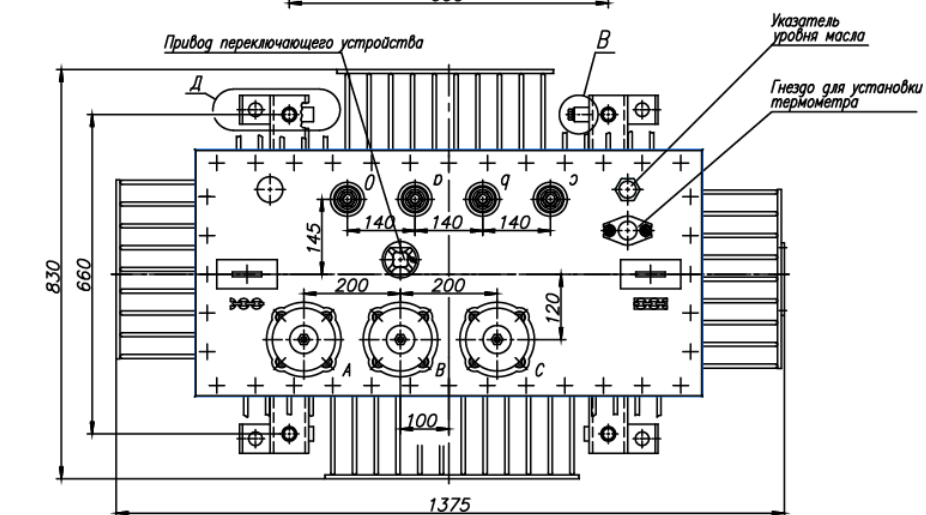 Указатель
уровня масла
Привод переключающего устройства
В
Д
Гнездо для установки
термометра
0 a b c
140 140 140
145
830
660
200 200
120
A B C
100
1375